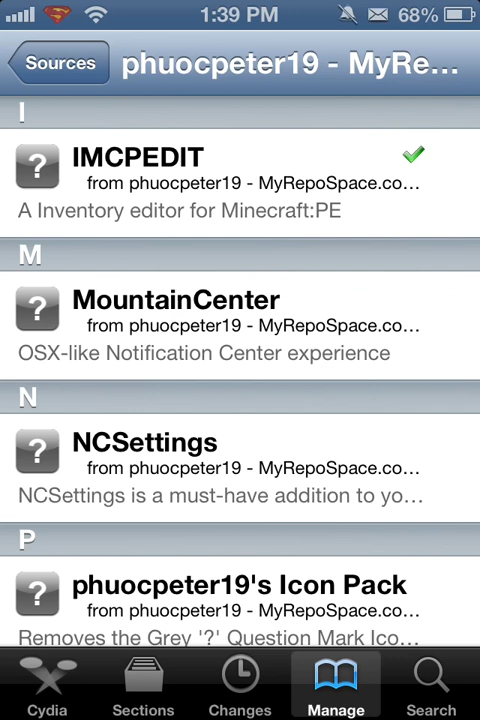 1:39 PM 68%
Sources phuocpeter19 - MyRe...
I
IMCPEDIT
from phuocpeter19 - MyRepoSpace.co...
A Inventory editor for Minecraft:PE
M
MountainCenter
from phuocpeter19 - MyRepoSpace.co...
OSX-like Notification Center experience
N
NCSettings
from phuocpeter19 - MyRepoSpace.co...
NCSettings is a must-have addition to yo...
P
phuocpeter19's Icon Pack
from phuocpeter19 - MyRepoSpace.co...
Removes the Grey '?' Question Mark Ico...
Cydia Sections Changes Manage Search